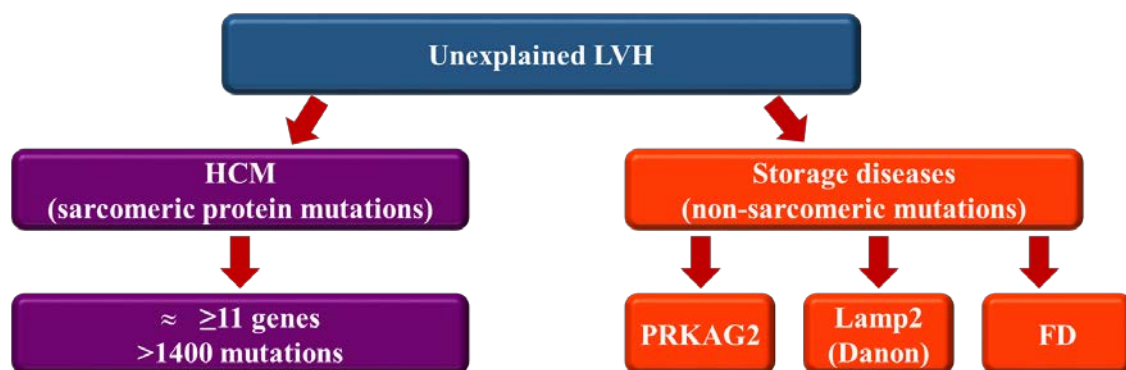 Unexplained LVH
HCM
(sarcomeric protein mutations)
Storage diseases
(non-sarcomeric mutations)
≈ ≥11 genes
>1400 mutations
PRKAG2
Lamp2
(Danon)
FD